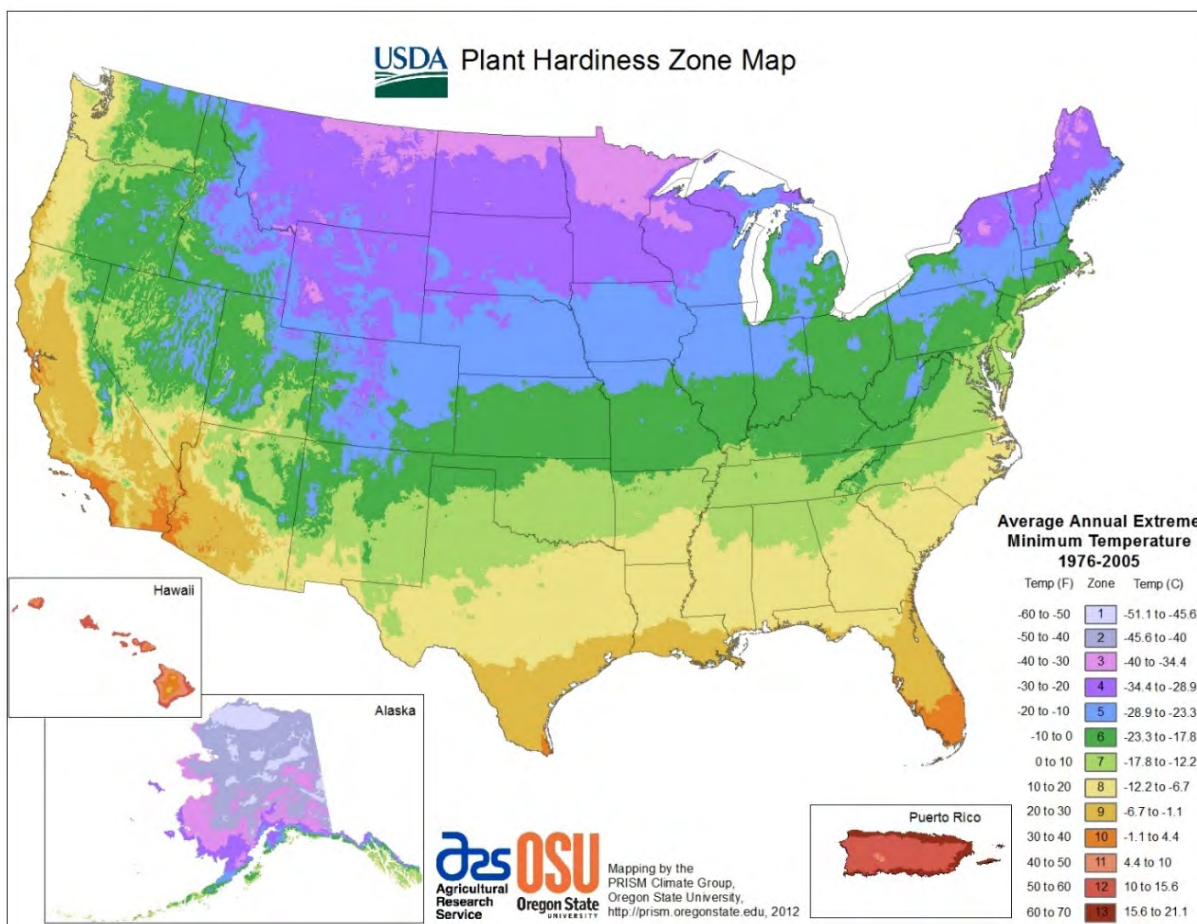 USDA Plant Hardiness Zone Map
Average Annual Extreme
Minimum Temperature
1976-2005
Temp (F) Zone Temp (C)
-60 to -50 1 -51.1 to -45.6
-50 to -40 2 -45.6 to -40
-40 to -30 3 -40 to -34.4
-30 to -20 4 -34.4 to -28.9
-20 to -10 5 -28.9 to -23.3
-10 to 0 6 -23.3 to -17.8
0 to 10 7 -17.8 to -12.2
10 to 20 8 -12.2 to -6.7
20 to 30 9 -6.7 to -1.1
30 to 40 10 -1.1 to 4.4
40 to 50 11 4.4 to 10
50 to 60 12 10 to 15.6
60 to 70 13 15.6 to 21.1
Hawaii
Alaska
Puerto Rico
ars
Agricultural
Research
Service
OSU
Oregon State
UNIVERSITY
Mapping by the
PRISM Climate Group,
Oregon State University,
http://prism.oregonstate.edu, 2012